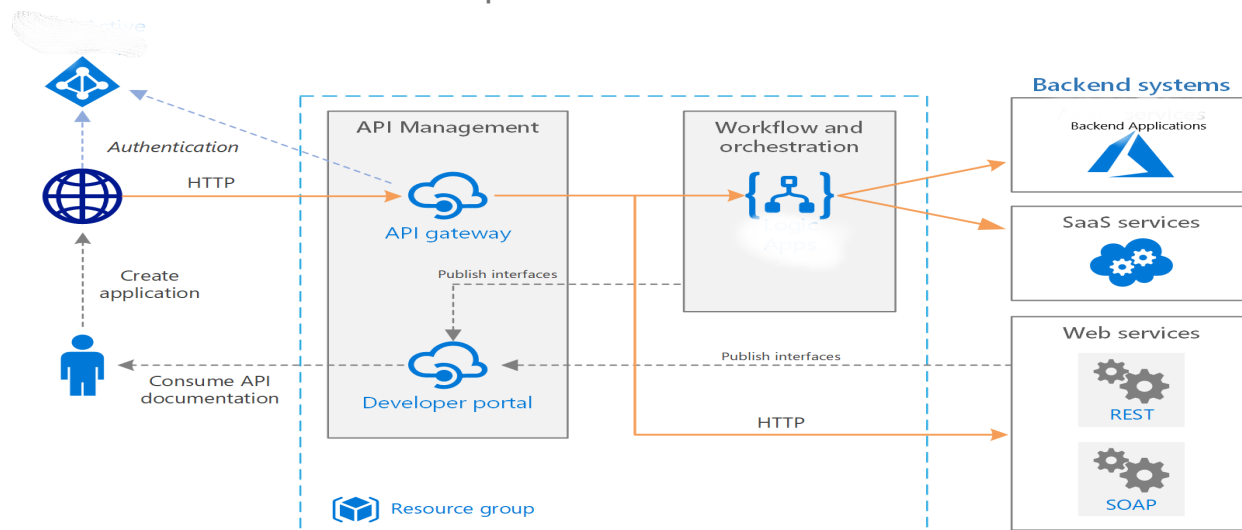 Backend systems
API Management
Workflow and
orchestration
Backend Applications
Authentication
HTTP
API gateway
SaaS services
Publish interfaces
Create
application
Web services
Publish interfaces
Consume API
documentation
Developer portal
REST
HTTP
SOAP
Resource group